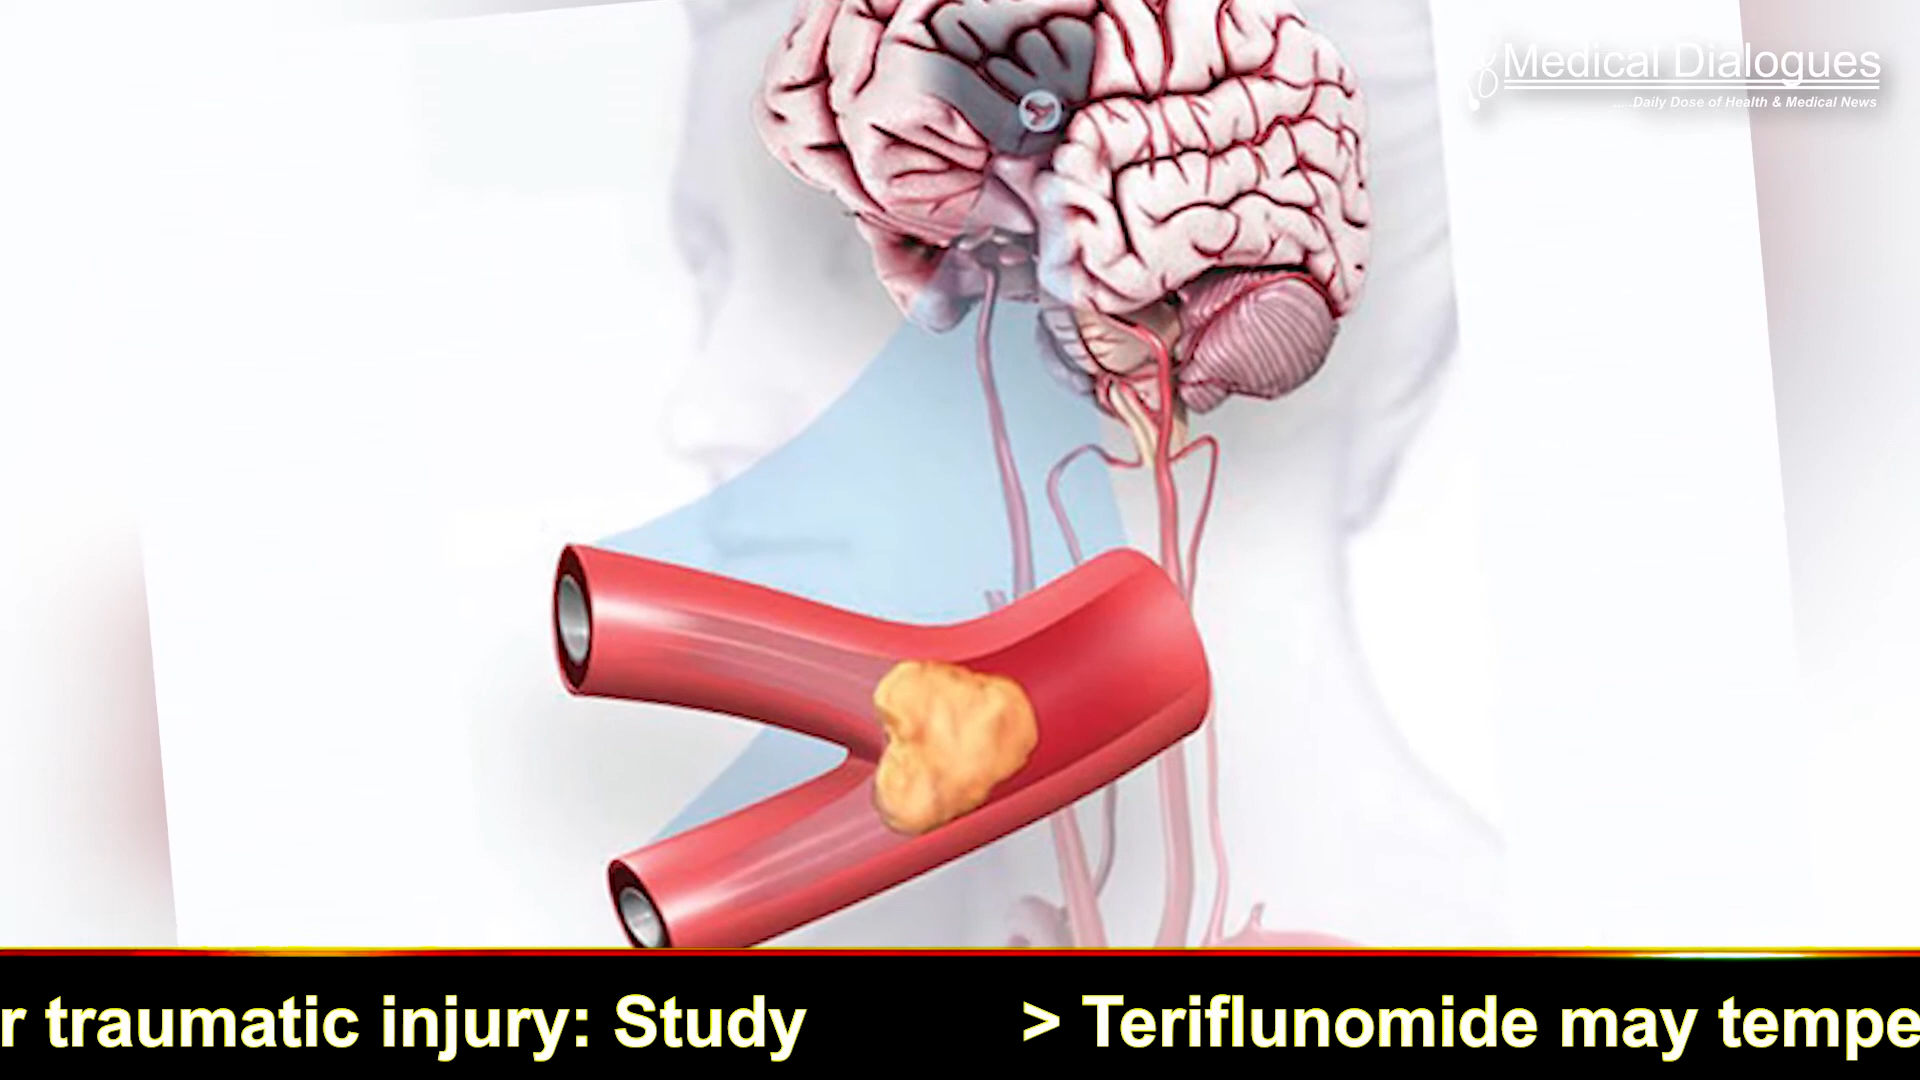 Medical Dialogues
.....Daily Dose of Health & Medical News
r traumatic injury: Study > Teriflunomide may tempe